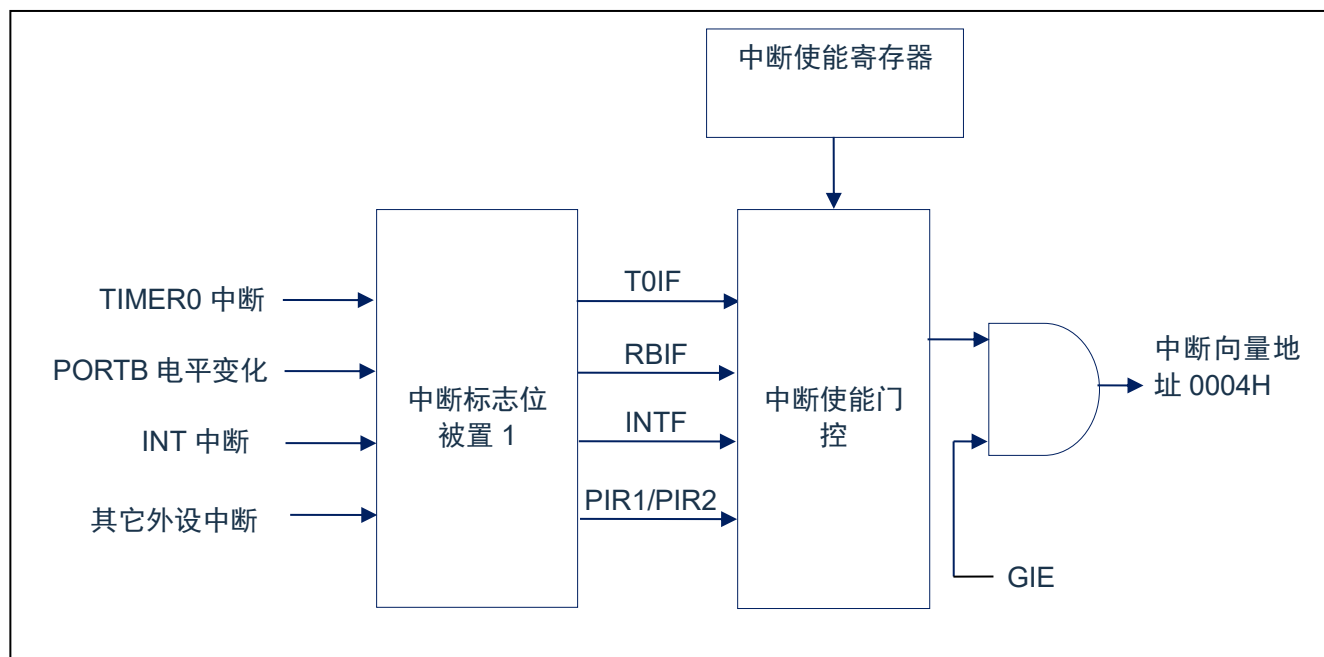 中断使能寄存器
TIMER0 中断
PORTB 电平变化
INT 中断
其它外设中断
中断标志位
被置 1
T0IF
RBIF
INTF
PIR1/PIR2
中断使能门
控
中断向量地
址 0004H
GIE